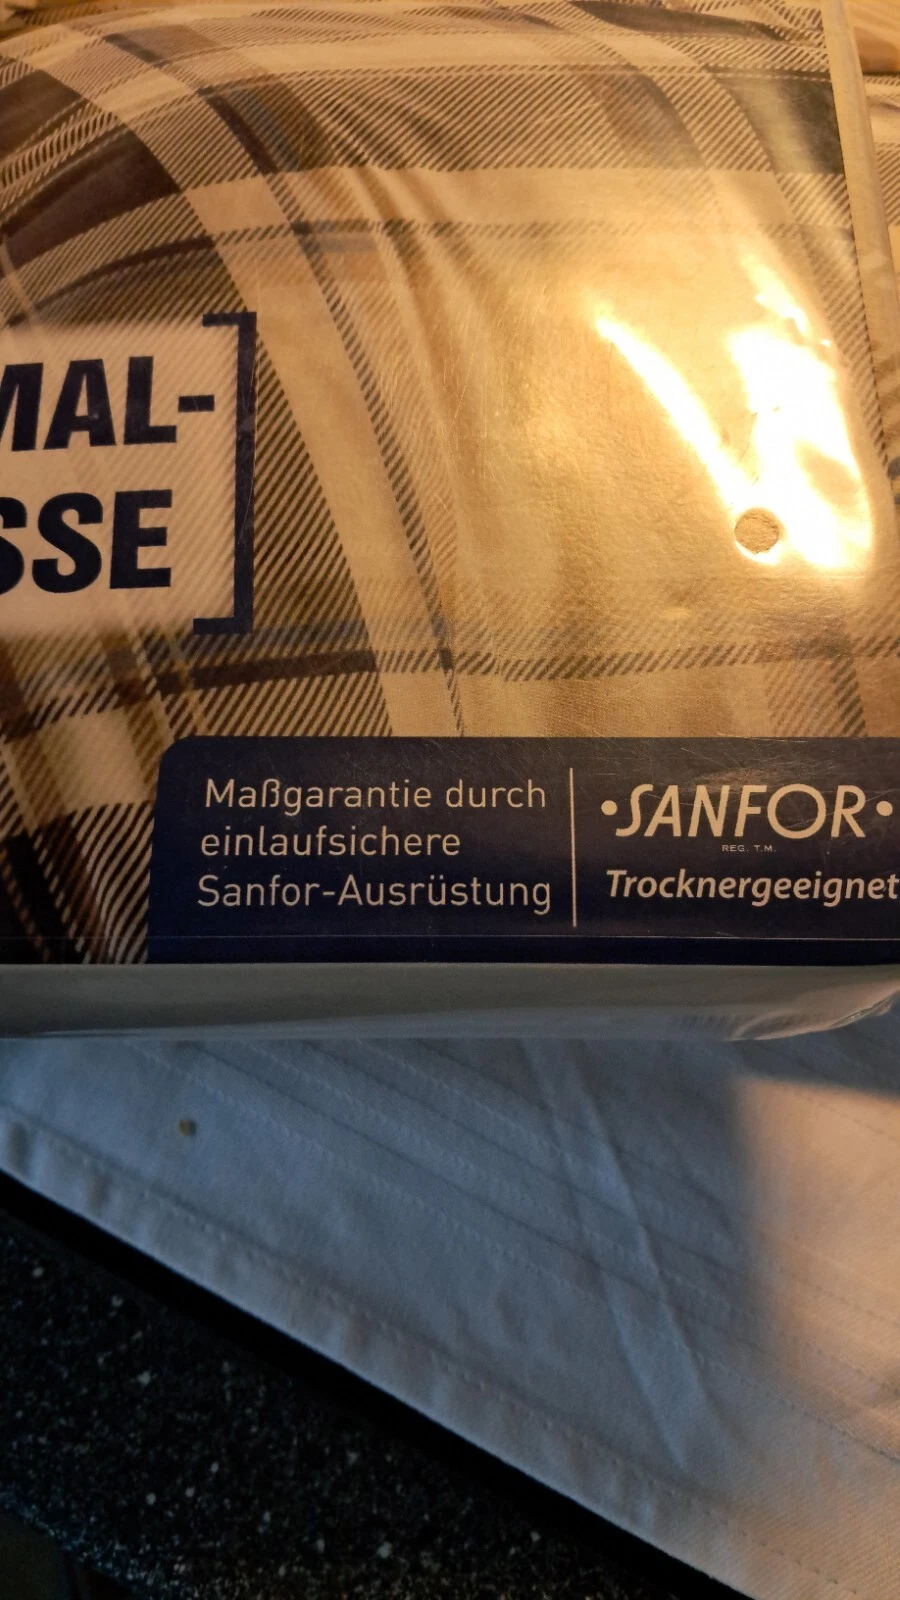 MAL-
SSE
Maßgarantie durch
einlaufsichere
Sanfor-Ausrüstung
•SANFOR•
REG. T.M.
Trocknergeeignet